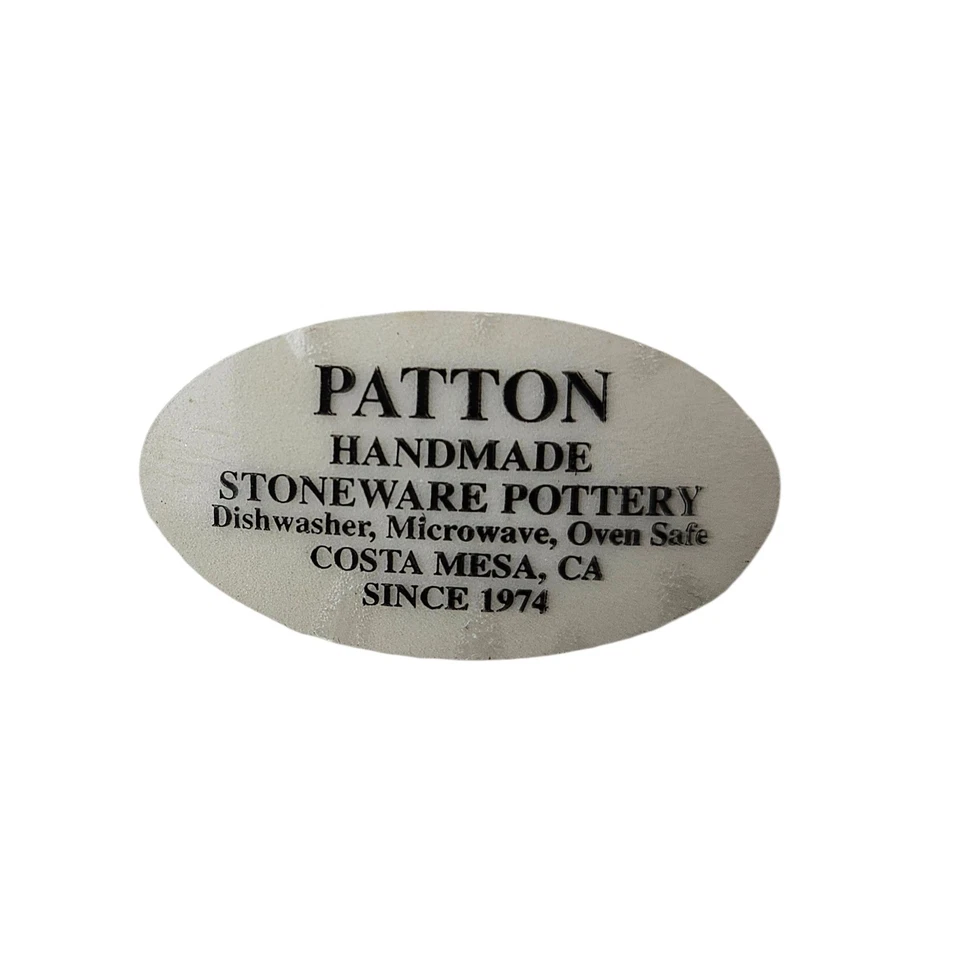 PATTON
HANDMADE
STONEWARE POTTERY
Dishwasher, Microwave, Oven Safe
COSTA MESA, CA
SINCE 1974